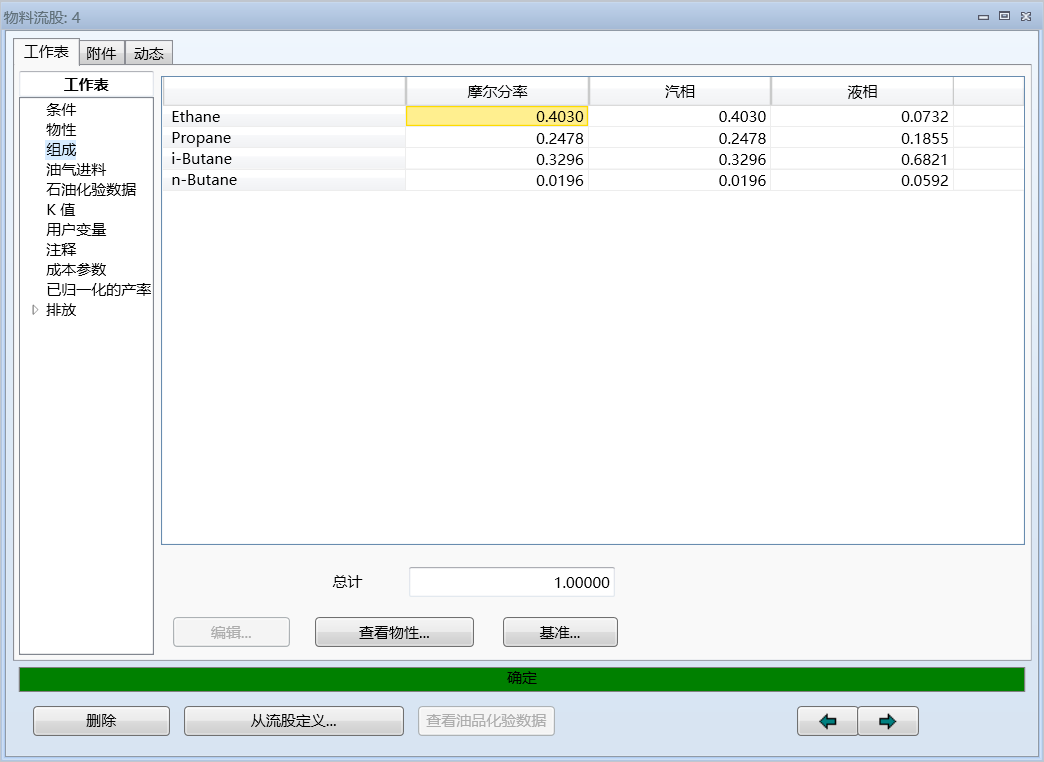 物料流股: 4
工作表 附件 动态
工作表
条件
物性
组成
油气进料
石油化验数据
K 值
用户变量
注释
成本参数
已归一化的产率
排放
摩尔分率 汽相 液相
Ethane 0.4030 0.4030 0.0732
Propane 0.2478 0.2478 0.1855
i-Butane 0.3296 0.3296 0.6821
n-Butane 0.0196 0.0196 0.0592
总计 1.00000
编辑... 查看物性... 基准...
确定
删除 从流股定义... 查看油品化验数据